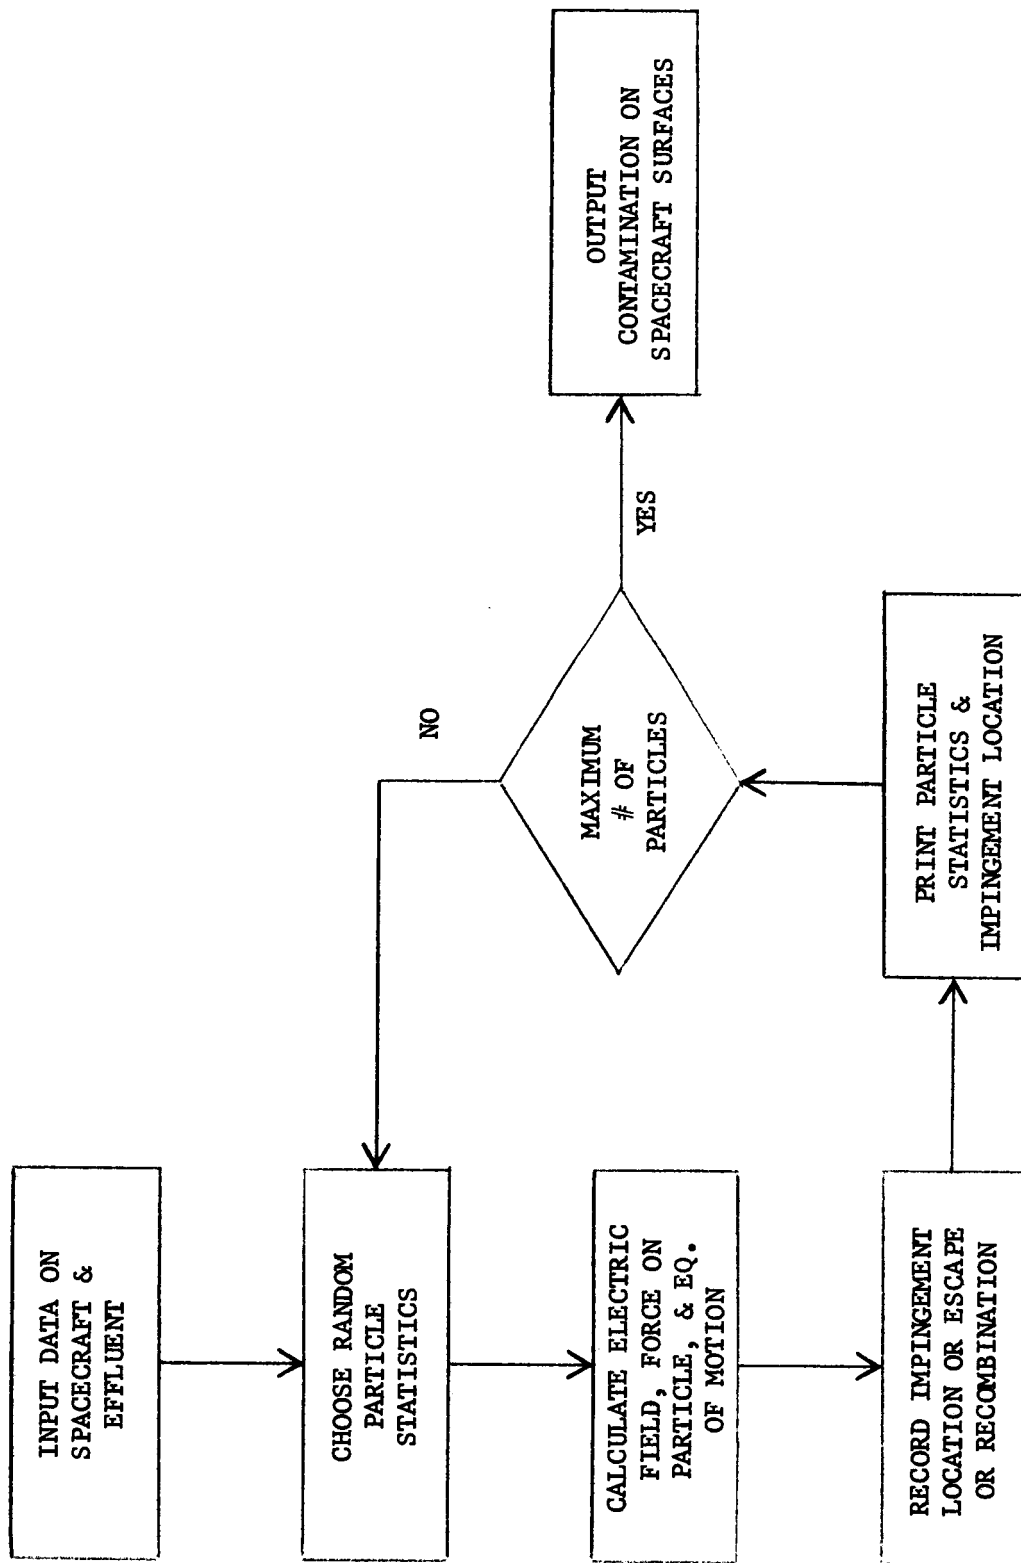 INPUT DATA ON
SPACECRAFT &
EFFLUENT
CHOOSE RANDOM
PARTICLE
STATISTICS
CALCULATE ELECTRIC
FIELD, FORCE ON
PARTICLE, & EQ.
OF MOTION
RECORD IMPINGEMENT
LOCATION OR ESCAPE
OR RECOMBINATION
PRINT PARTICLE
STATISTICS &
IMPINGEMENT LOCATION
MAXIMUM
# OF
PARTICLES
NO
YES
OUTPUT
CONTAMINATION ON
SPACECRAFT SURFACES